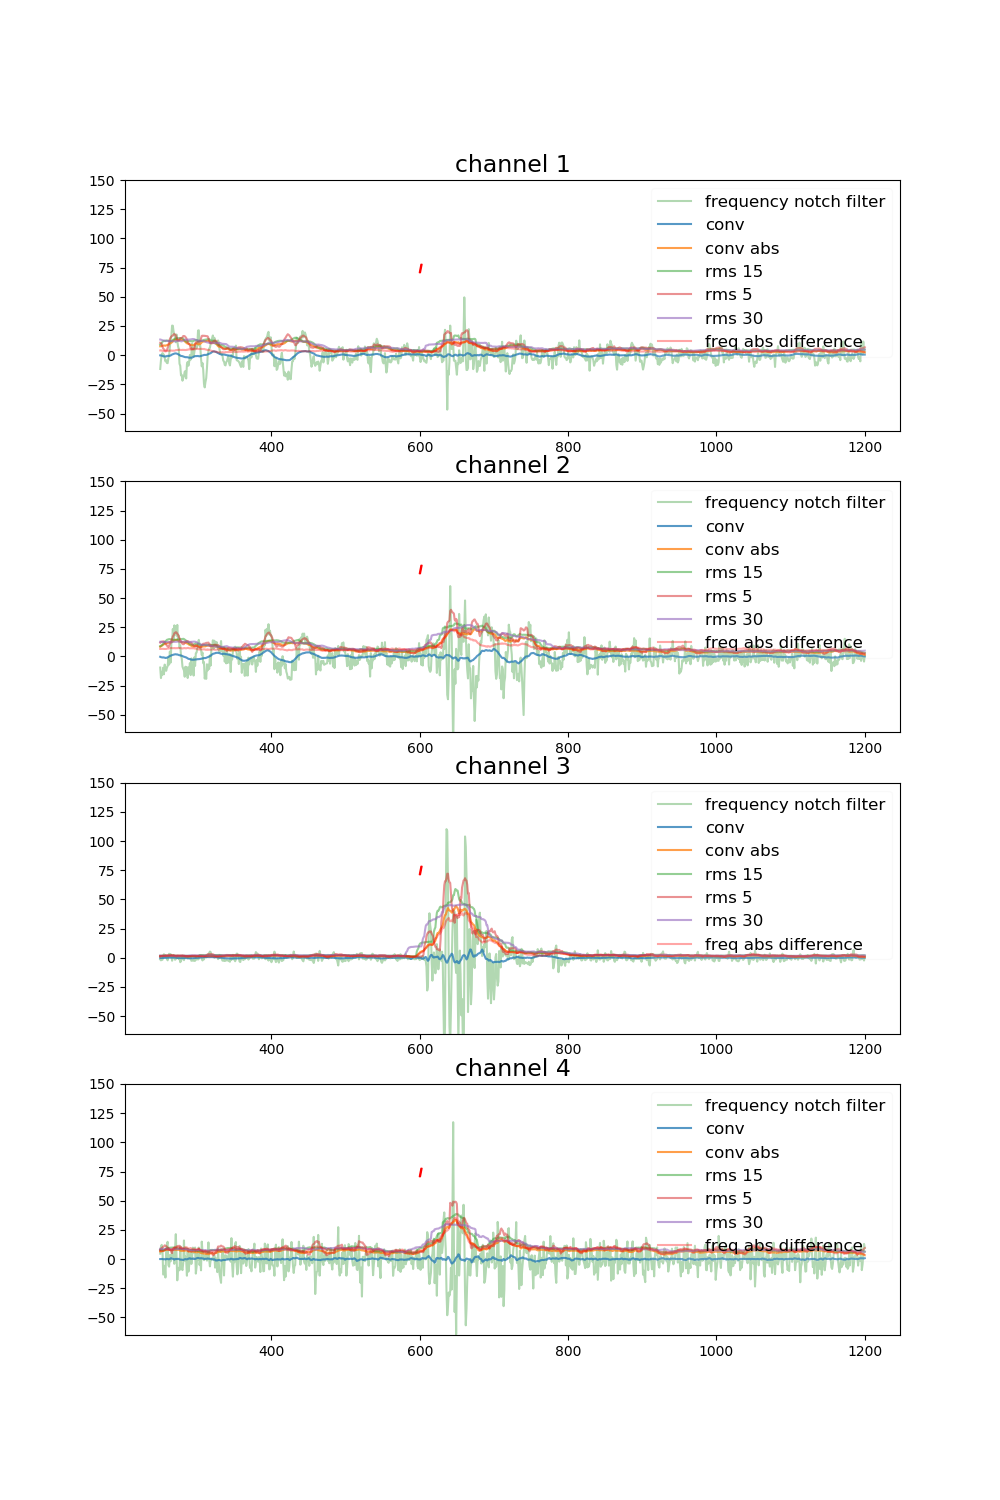 channel 1
150
125
100
75
50
25
0
−25
−50
frequency notch filter
conv
conv abs
rms 15
rms 5
rms 30
freq abs difference
400 600 800 1000 1200
channel 2
150
125
100
75
50
25
0
−25
−50
frequency notch filter
conv
conv abs
rms 15
rms 5
rms 30
freq abs difference
400 600 800 1000 1200
channel 3
150
125
100
75
50
25
0
−25
−50
frequency notch filter
conv
conv abs
rms 15
rms 5
rms 30
freq abs difference
400 600 800 1000 1200
channel 4
150
125
100
75
50
25
0
−25
−50
frequency notch filter
conv
conv abs
rms 15
rms 5
rms 30
freq abs difference
400 600 800 1000 1200